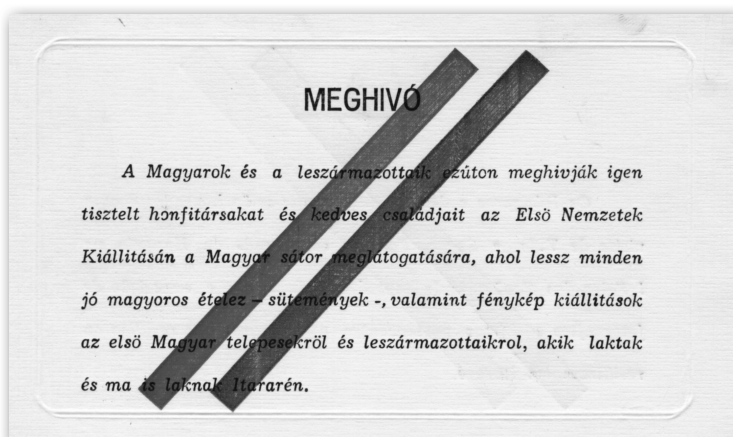 MEGHIVÓ
A Magyarok és a leszármazottaik ezúton meghivják igen
tisztelt honfitársakat és kedves családjait az Elsö Nemzetek
Kiállitásán a Magyar sátor meglátogatására, ahol lessz minden
jó magyoros ételez – sütemények -, valamint fénykép kiállitások
az elsö Magyar telepesekröl és leszármazottaikrol, akik laktak
és ma is laknak Itararén.